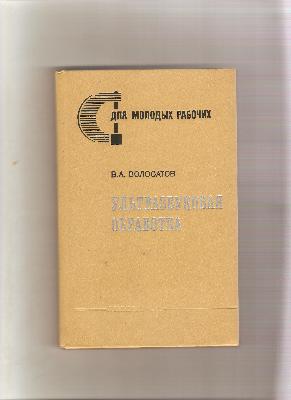 ДЛЯ МОЛОДЫХ РАБОЧИХ
В.А. ВОЛОСАТОВ
УЛЬТРАЗВУКОВАЯ
ОБРАБОТКА